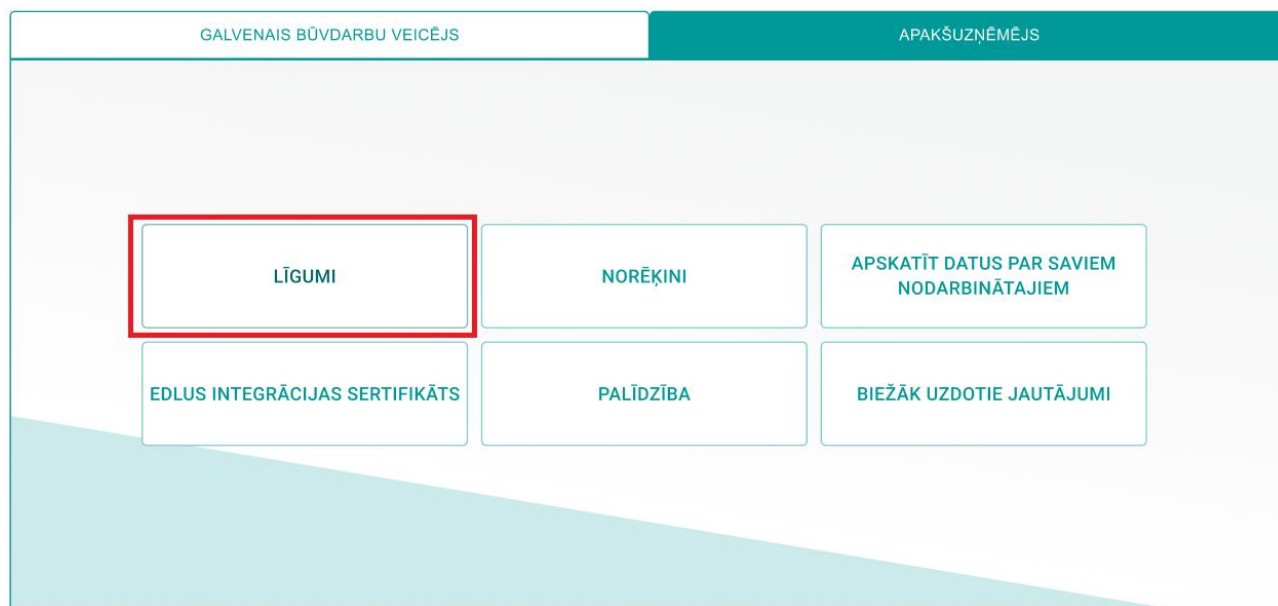 GALVENAIS BŪVDARBU VEICĒJS
APAKŠUZŅĒMĒJS
LĪGUMI
NORĒĶINI
APSKATĪT DATUS PAR SAVIEM
NODARBINĀTAJIEM
EDLUS INTEGRĀCIJAS SERTIFIKĀTS
PALĪDZĪBA
BIEŽĀK UZDOTIE JAUTĀJUMI